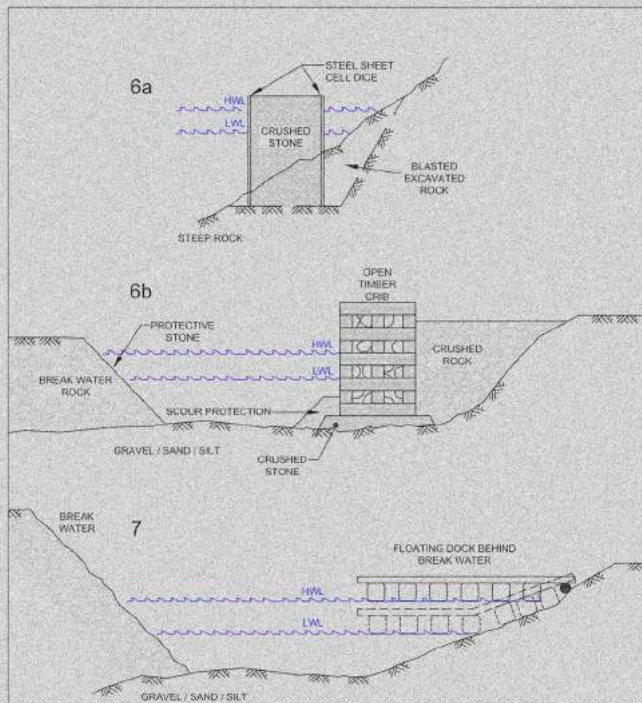 6a
STEEL SHEET
CELL DICE
HWL
LWL
CRUSHED
STONE
BLASTED
EXCAVATED
ROCK
STEEP ROCK
6b
OPEN
TIMBER
CRIB
PROTECTIVE
STONE
HWL
LWL
CRUSHED
ROCK
BREAK WATER
ROCK
SCOUR PROTECTION
GRAVEL / SAND / SILT
CRUSHED
STONE
7
BREAK
WATER
FLOATING DOCK BEHIND
BREAK WATER
HWL
LWL
GRAVEL / SAND / SILT